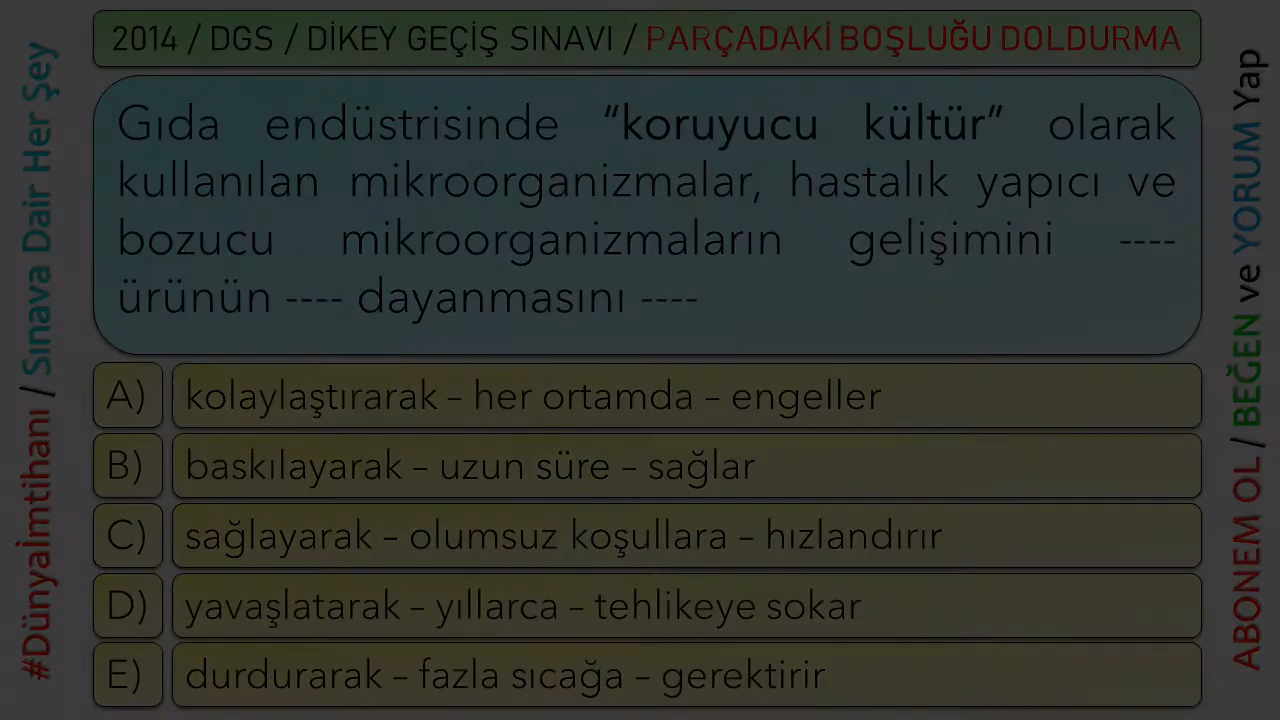 2014 / DGS / DİKEY GEÇİŞ SINAVI / PARÇADAKİ BOŞLUĞU DOLDURMA
#Dünyaİmtihanı / Sınava Dair Her Şey
Gıda endüstrisinde “koruyucu kültür” olarak
kullanılan mikroorganizmalar, hastalık yapıcı ve
bozucu mikroorganizmaların gelişimini ----
ürünün ---- dayanmasını ----
A) kolaylaştırarak – her ortamda – engeller
B) baskılayarak – uzun süre – sağlar
C) sağlayarak – olumsuz koşullara – hızlandırır
D) yavaşlatarak – yıllarca – tehlikeye sokar
E) durdurarak – fazla sıcağa – gerektirir
ABONEM OL / BEĞEN ve YORUM Yap